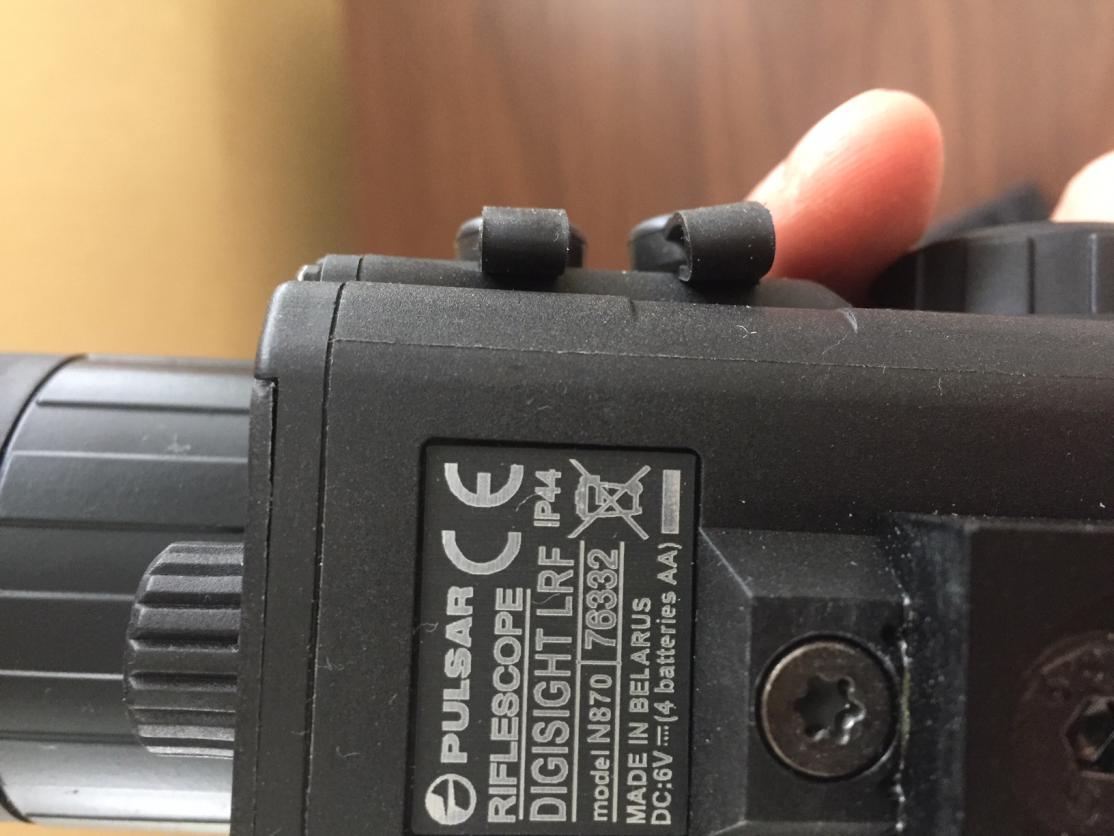 PULSAR CE
RIFLESCOPE
DIGISIGHT LRF IP44
model N870 76332
MADE IN BELARUS
DC:6V (4 batteries AA)